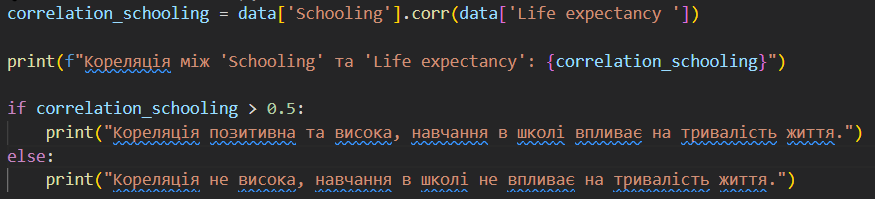 correlation_schooling = data['Schooling'].corr(data['Life expectancy '])
print(f"Кореляція між 'Schooling' та 'Life expectancy': {correlation_schooling}")
if correlation_schooling > 0.5:
    print("Кореляція позитивна та висока, навчання в школі впливає на тривалість життя.")
else:
    print("Кореляція не висока, навчання в школі не впливає на тривалість життя.")